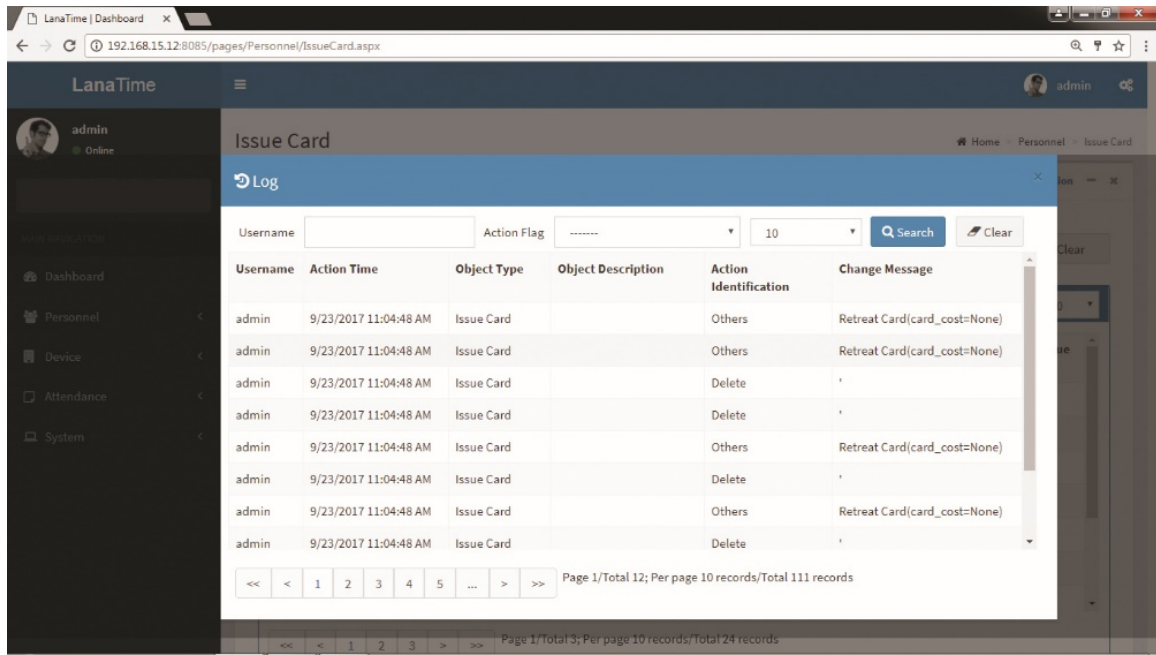 LanaTime | Dashboard
192.168.15.12:8085/pages/Personnel/IssueCard.aspx
LanaTime
admin
admin
Online
Issue Card
Home > Personnel > Issue Card
Log
Username Action Flag ------- 10 Search Clear
Clear
Username Action Time Object Type Object Description Action Identification Change Message
admin 9/23/2017 11:04:48 AM Issue Card Others Retreat Card(card_cost=None)
admin 9/23/2017 11:04:48 AM Issue Card Others Retreat Card(card_cost=None)
admin 9/23/2017 11:04:48 AM Issue Card Delete '
admin 9/23/2017 11:04:48 AM Issue Card Delete '
admin 9/23/2017 11:04:48 AM Issue Card Others Retreat Card(card_cost=None)
admin 9/23/2017 11:04:48 AM Issue Card Delete '
admin 9/23/2017 11:04:48 AM Issue Card Others Retreat Card(card_cost=None)
admin 9/23/2017 11:04:48 AM Issue Card Delete '
MAIN NAVIGATION
Dashboard
Personnel
Device
Attendance
System
<< < 1 2 3 4 5 ... > >> Page 1/Total 12; Per page 10 records/Total 111 records
<< < 1 2 3 > >> Page 1/Total 3; Per page 10 records/Total 24 records